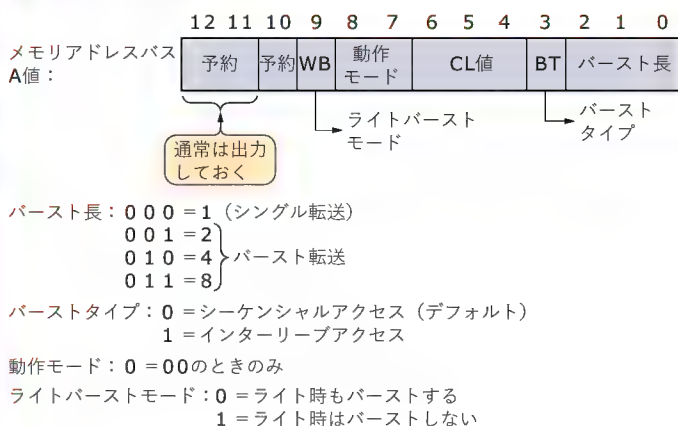 12 11 10 9 8 7 6 5 4 3 2 1 0
メモリアドレスバス
A値：
予約 予約 WB 動作モード CL値 BT バースト長
ライトバースト
モード
バースト
タイプ
通常は出力
しておく
バースト長：0 0 0 =1（シングル転送）
0 0 1 =2
0 1 0 =4 バースト転送
0 1 1 =8
バーストタイプ：0 =シーケンシャルアクセス（デフォルト）
1 =インターリーブアクセス
動作モード：0 =00のときのみ
ライトバーストモード：0 =ライト時もバーストする
1 =ライト時はバーストしない